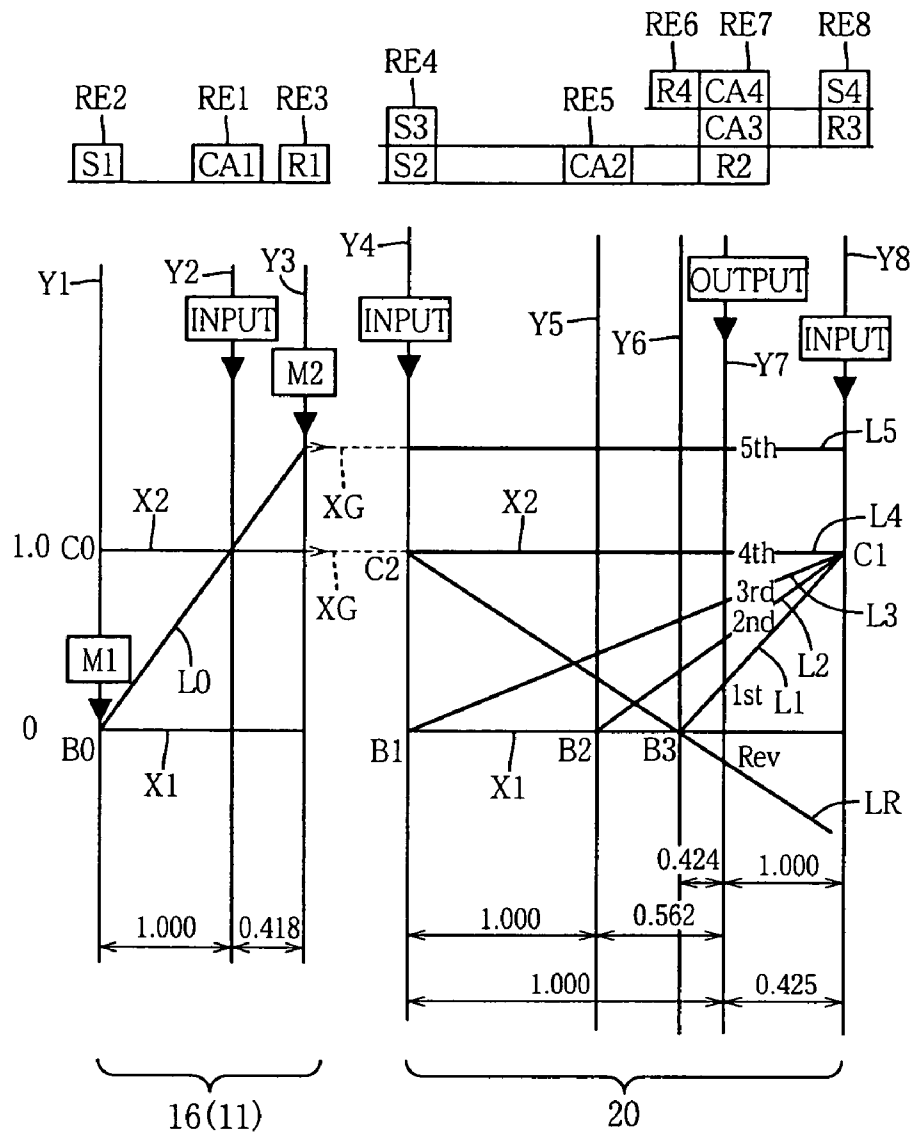 RE6 RE7 RE8
RE4
RE2 RE1 RE3 RE5
R4 CA4 S4
S3 CA3 R3
S1 CA1 R1 S2 CA2 R2
Y1 Y2 Y3 Y4 Y5 Y6 Y7 Y8
INPUT INPUT OUTPUT INPUT
M2
L5
5th
XG
X2 X2 L4
1.0 C0 C2 4th C1
XG 3rd L3
2nd L2
M1 L0 1st L1
0
B0 X1 B1 X1 B2 B3 Rev
LR
0.424 1.000
1.000 0.418 1.000 0.562
1.000 0.425
16(11) 20